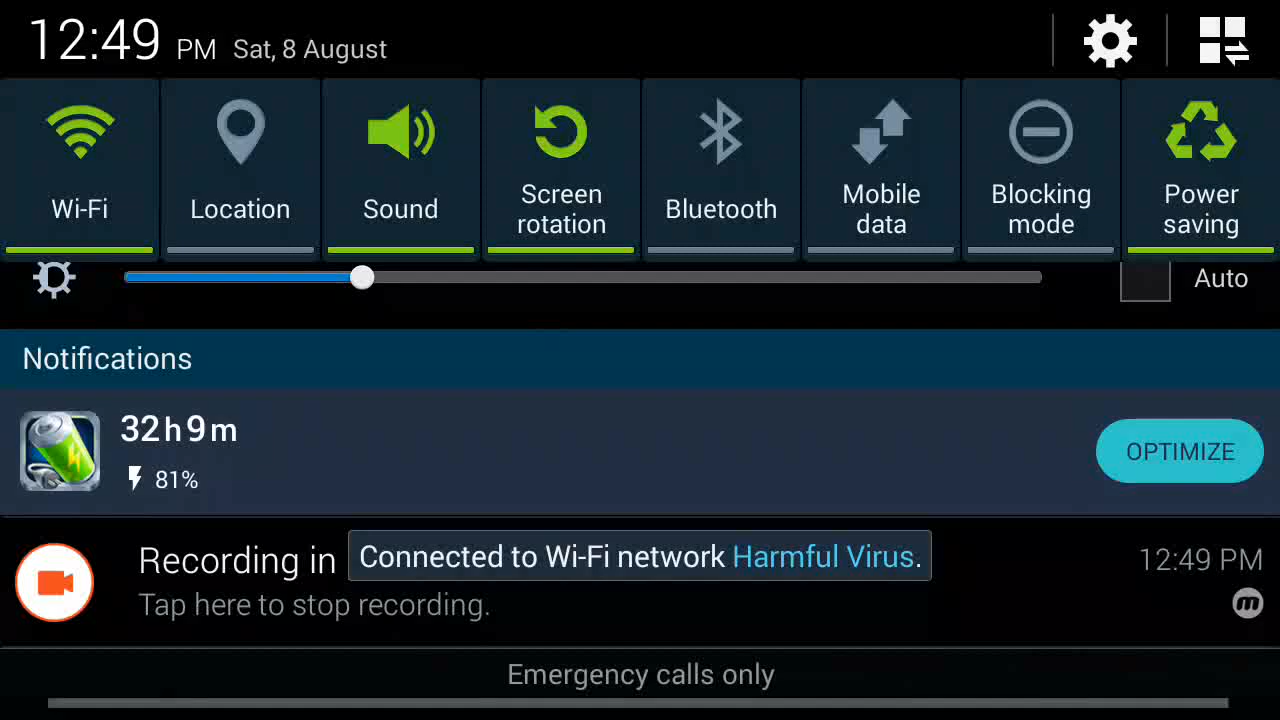 12:49 PM Sat, 8 August
Wi-Fi
Location
Sound
Screen
rotation
Bluetooth
Mobile
data
Blocking
mode
Power
saving
Auto
Notifications
32h9m
81%
OPTIMIZE
Recording in
Connected to Wi-Fi network Harmful Virus.
12:49 PM
Tap here to stop recording.
m
Emergency calls only